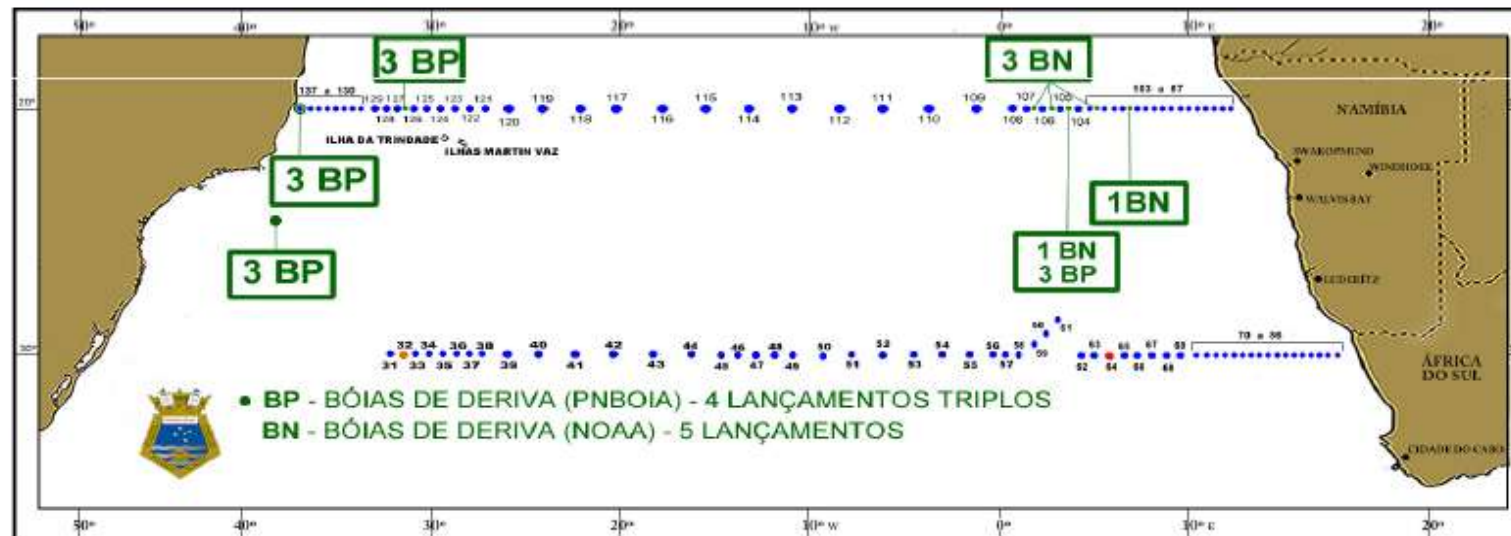 50° 40° 30° 20° 10° W 0° 10° E 20°
3 BP
3 BN
137 a 130
129 127 125 123 121 119 117 115 113 111 109 107 105
103 a 87
20°
128 126 124 122 120 118 116 114 112 110 108 106 104
NAMÍBIA
ILHA DA TRINDADE
ILHAS MARTIN VAZ
SWAKOPMUND
WINDHOEK
3 BP
1BN
WALVIS BAY
3 BP
1 BN
3 BP
LUDERITZ
60 61
59
30°
32 34 36 38 40 42 44 46 48 50 52 54 56 58
63 65 67 69
70 a 86
31 33 35 37 39 41 43 45 47 49 51 53 55 57
62 64 66 68
ÁFRICA
DO SUL
• BP - BÓIAS DE DERIVA (PNBOIA) - 4 LANÇAMENTOS TRIPLOS
BN - BÓIAS DE DERIVA (NOAA) - 5 LANÇAMENTOS
CIDADE DO CABO
50° 40° 30° 20° 10° W 0° 10° E 20°